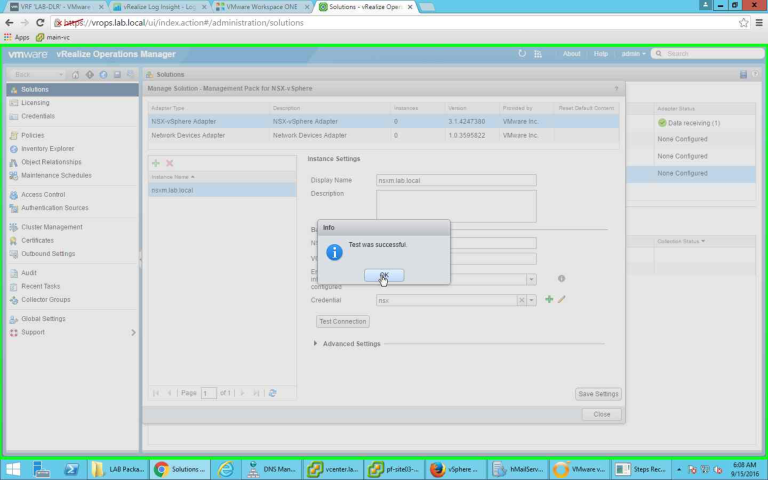 VRF 'LAB-DLR' - VMwarv
vRealize Log Insight - Log
VMware Workspace ONE
Solutions - vRealize Oper
https://vrops.lab.local/ui/index.action#/administration/solutions
Apps
main-vc
vmware vRealize Operations Manager
About
Help
admin
Search
Back
Solutions
Licensing
Credentials
Policies
Inventory Explorer
Object Relationships
Maintenance Schedules
Access Control
Authentication Sources
Cluster Management
Certificates
Outbound Settings
Audit
Recent Tasks
Collector Groups
Global Settings
Support
Solutions
Manage Solution - Management Pack for NSX-vSphere
?
Adapter Type
Description
Instances
Version
Provided by
Reset Default Content
NSX-vSphere Adapter
NSX-vSphere Adapter
0
3.1.4247380
VMware Inc.
Network Devices Adapter
Network Devices Adapter
0
1.0.3595822
VMware Inc.
Instance Name
nsxm.lab.local
Page 1 of 1
Instance Settings
Display Name
nsxm.lab.local
Description
Info
Test was successful.
OK
configured
Credential
nsx
Test Connection
Advanced Settings
Save Settings
Close
Adapter Status
Data receiving (1)
None Configured
None Configured
None Configured
Collection Status
LAB Packa...
Solutions ...
DNS Man...
vcenter.la...
pf-site03-...
vSphere ...
hMailServ...
VMware v...
Steps Rec...
6:08 AM
9/15/2016